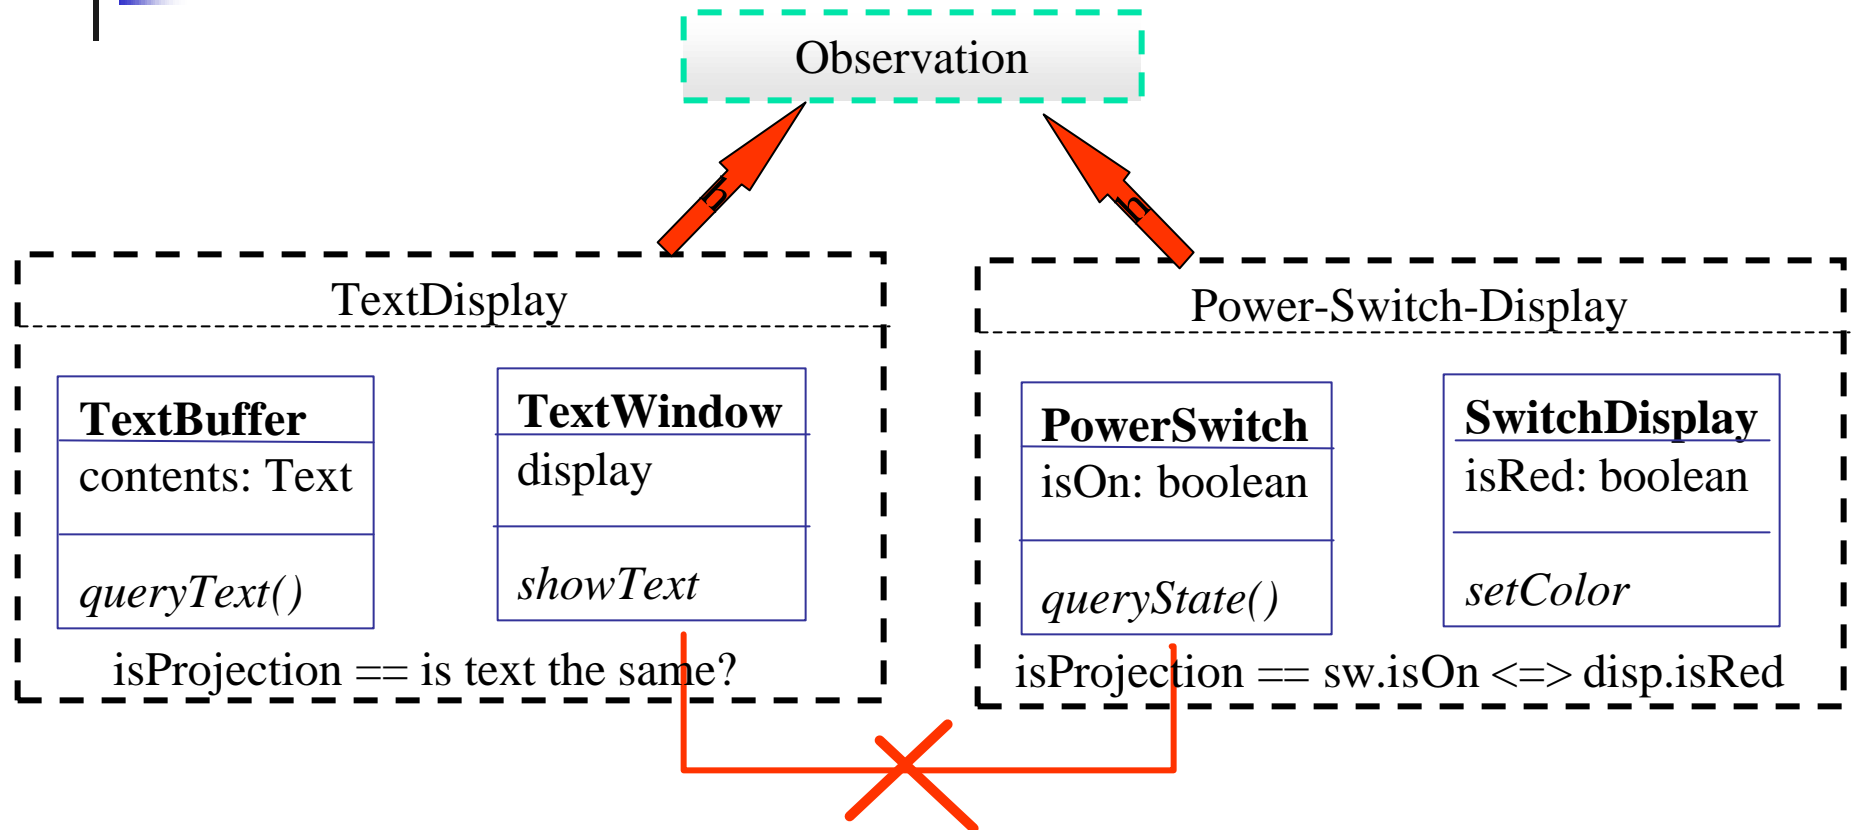 Observation
TextDisplay
TextBuffer
contents: Text
queryText()
TextWindow
display
showText
isProjection == is text the same?
Power-Switch-Display
PowerSwitch
isOn: boolean
queryState()
SwitchDisplay
isRed: boolean
setColor
isProjection == sw.isOn <=> disp.isRed